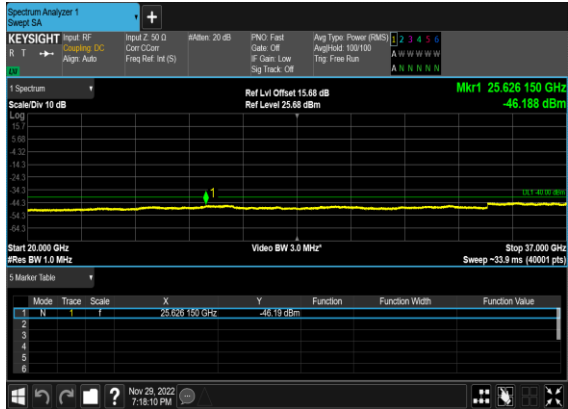 Spectrum Analyzer 1
Swept SA
+
KEYSIGHT Input: RF Input Z: 50 Ω #Atten: 20 dB PNO: Fast Avg Type: Power (RMS) 1 2 3 4 5 6
R T Coupling: DC Corr CCorr Gate: Off Avg|Hold: 100/100 A W W W W W
Align: Auto Freq Ref: Int (S) IF Gain: Low Trig: Free Run
LU Sig Track: Off A N N N N N
1 Spectrum Ref Lvl Offset 15.68 dB Mkr1 25.626 150 GHz
Scale/Div 10 dB Ref Level 25.68 dBm -46.188 dBm
Log
15.7
5.68
-4.32
-14.3
-24.3
-34.3 1 DL1 -40.00 dBm
-44.3
-54.3
-64.3
Start 20.000 GHz Video BW 3.0 MHz* Stop 37.000 GHz
#Res BW 1.0 MHz Sweep ~33.9 ms (40001 pts)
5 Marker Table
Mode Trace Scale X Y Function Function Width Function Value
1 N 1 f 25.626 150 GHz -46.19 dBm
2
3
4
5
6
? Nov 29, 2022
7:18:10 PM